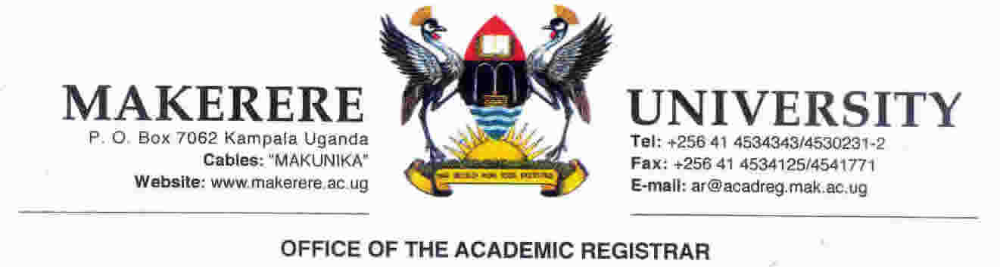 MAKERERE UNIVERSITY
P. O. Box 7062 Kampala Uganda
Cables: "MAKUNIKA"
Website: www.makerere.ac.ug
Tel: +256 41 4534343/4530231-2
Fax: +256 41 4534125/4541771
E-mail: ar@acadreg.mak.ac.ug
OFFICE OF THE ACADEMIC REGISTRAR